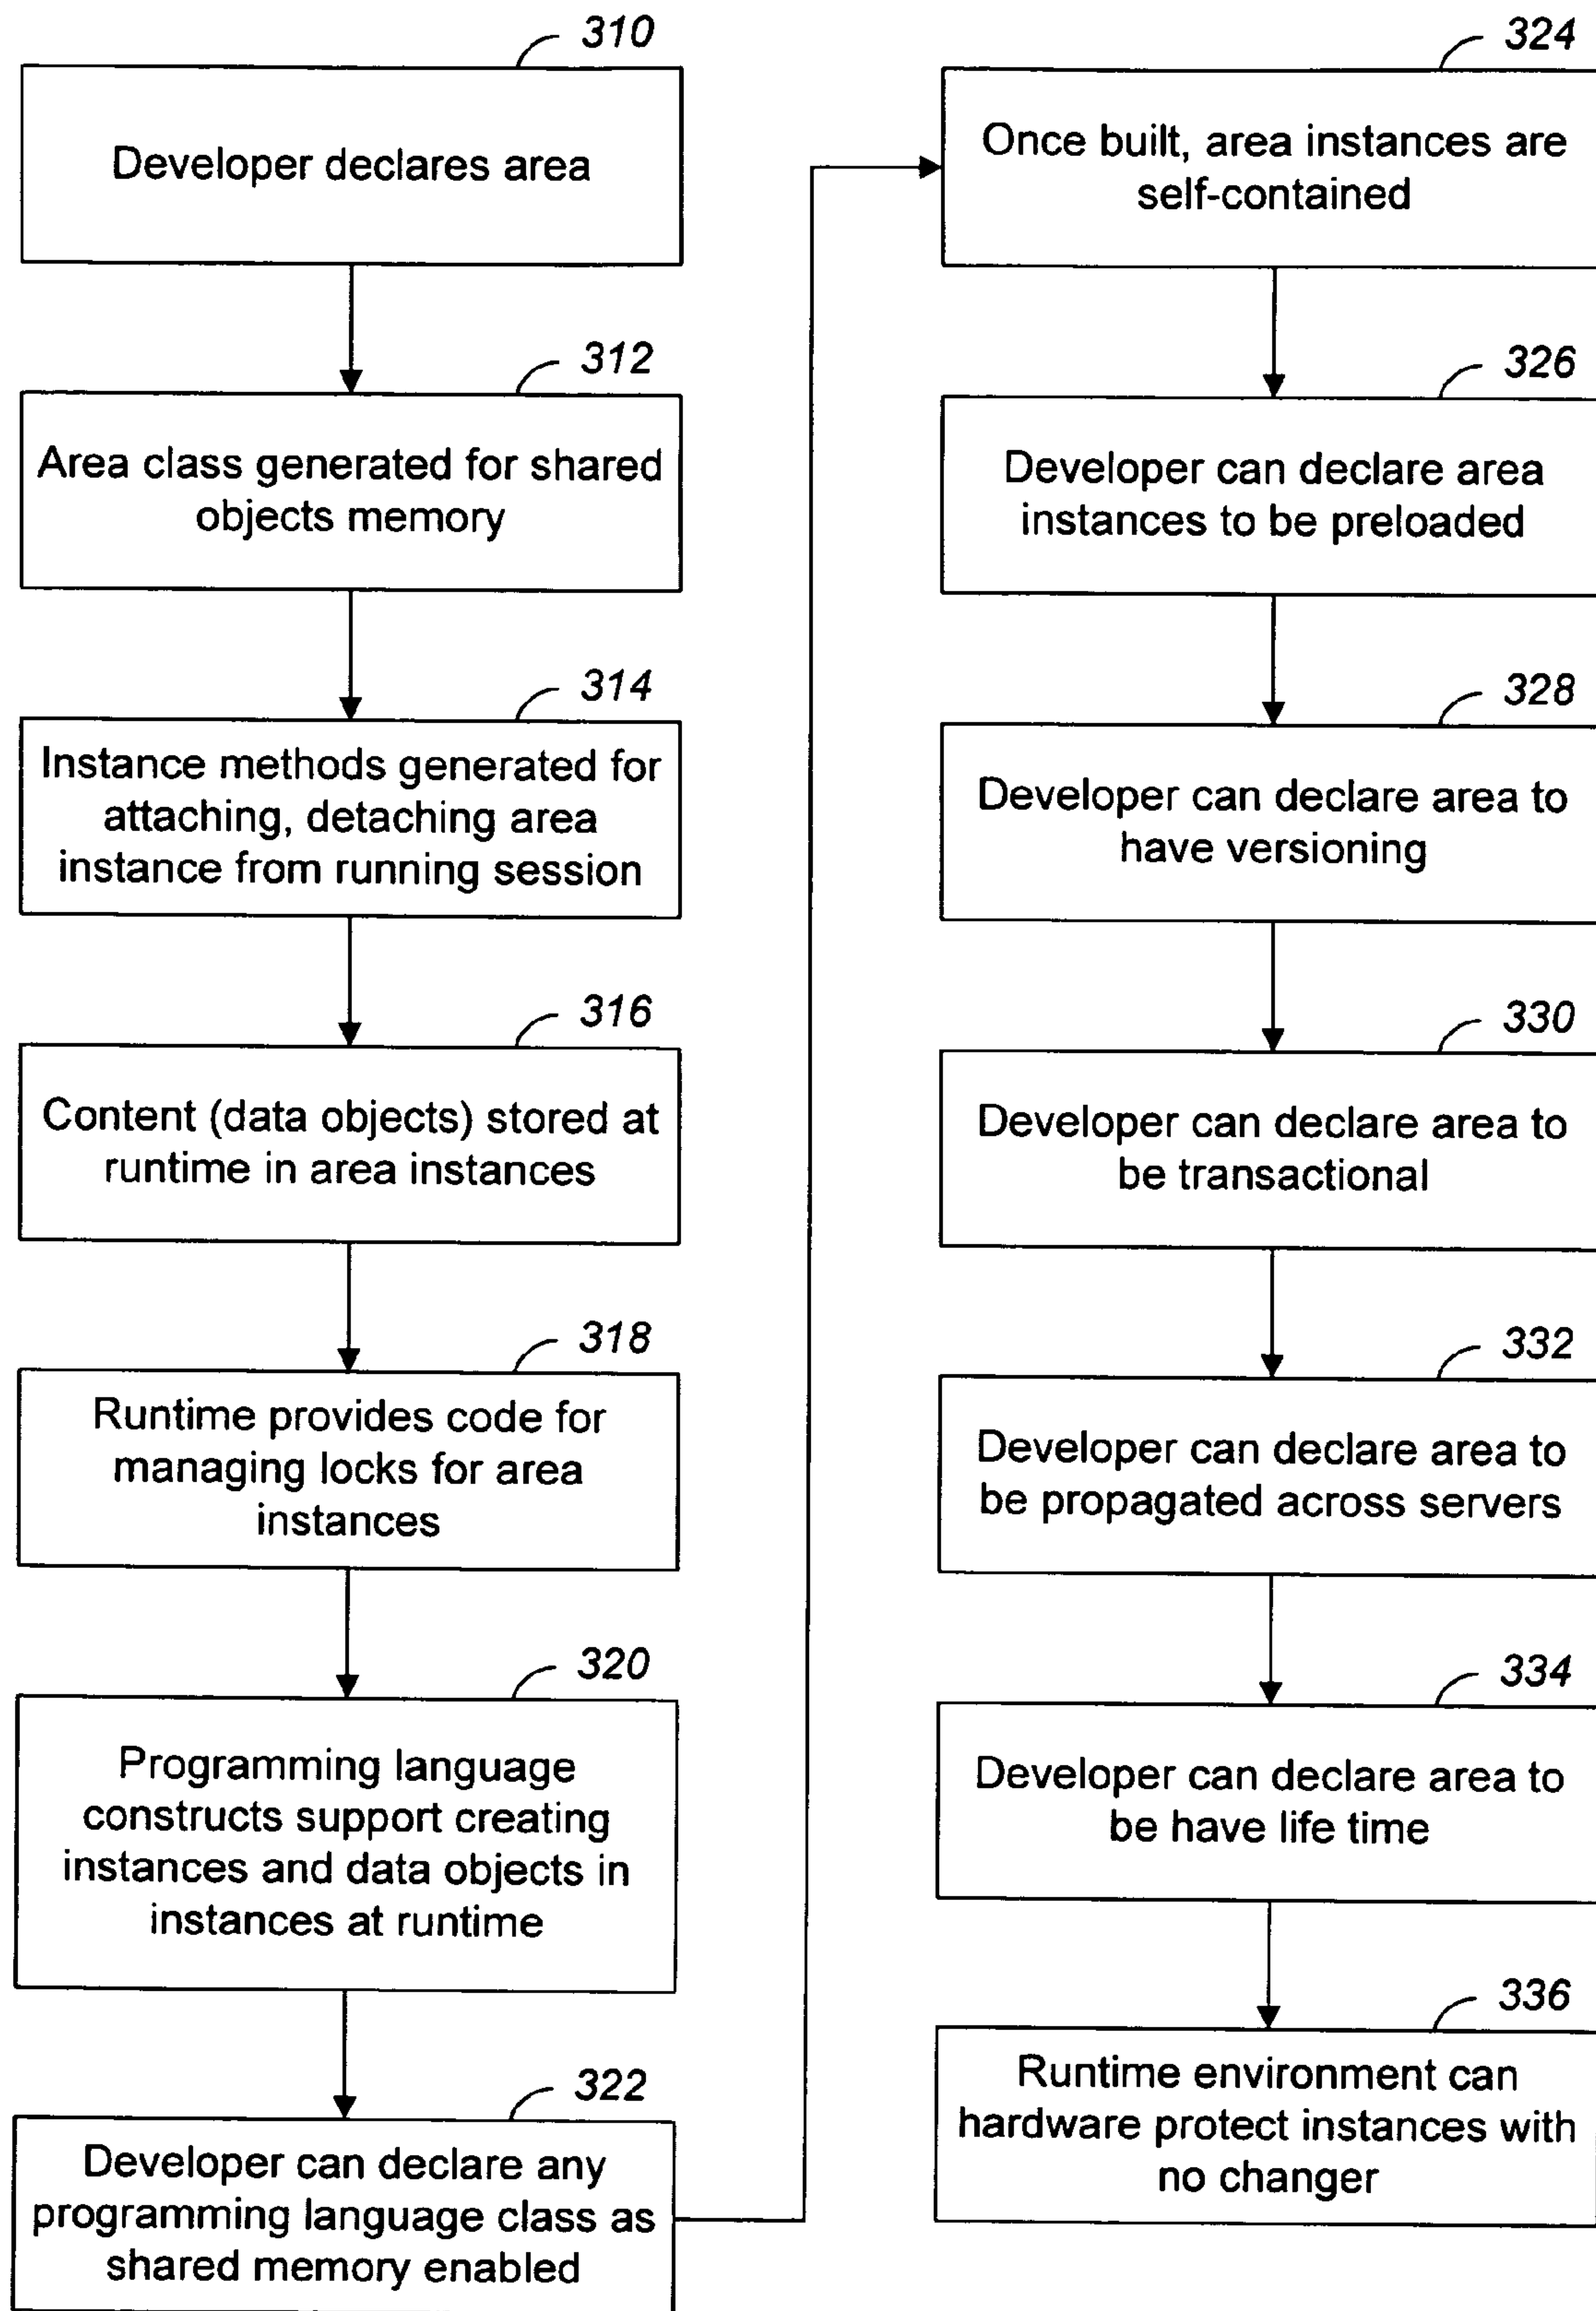 310
Developer declares area
312
Area class generated for shared
objects memory
314
Instance methods generated for
attaching, detaching area
instance from running session
316
Content (data objects) stored at
runtime in area instances
318
Runtime provides code for
managing locks for area
instances
320
Programming language
constructs support creating
instances and data objects in
instances at runtime
322
Developer can declare any
programming language class as
shared memory enabled
324
Once built, area instances are
self-contained
326
Developer can declare area
instances to be preloaded
328
Developer can declare area to
have versioning
330
Developer can declare area to
be transactional
332
Developer can declare area to
be propagated across servers
334
Developer can declare area to
be have life time
336
Runtime environment can
hardware protect instances with
no changer